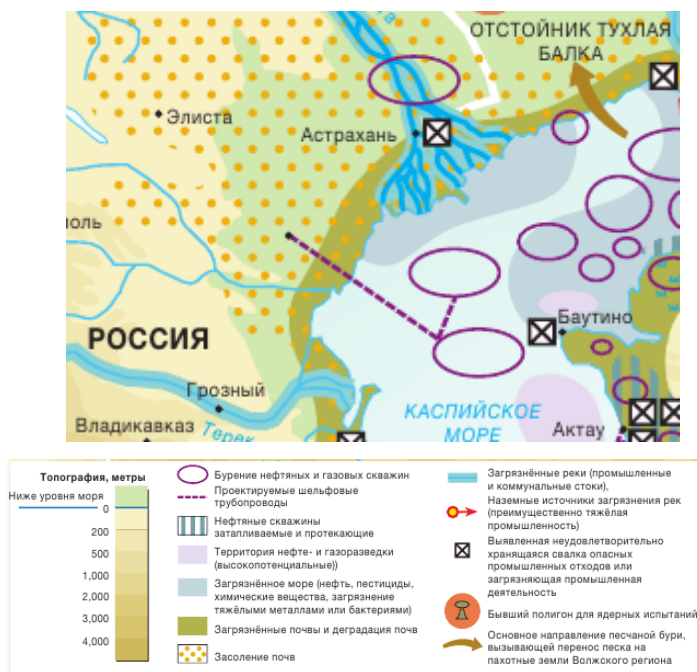 ОТСТОЙНИК ТУХЛАЯ
БАЛКА
Элиста
Астрахань
РОССИЯ
Баутино
Грозный
КАСПИЙСКОЕ
МОРЕ
Владикавказ
Терек
Актау
Топография, метры
Ниже уровня моря
0
200
500
1,000
2,000
3,000
4,000
Бурение нефтяных и газовых скважин
Проектируемые шельфовые
трубопроводы
Нефтяные скважины
затапливаемые и протекающие
Территория нефте- и газоразведки
(высокопотенциальные))
Загрязнённое море (нефть, пестициды,
химические вещества, загрязнение
тяжёлыми металлами или бактериями)
Загрязнённые почвы и деградация почв
Засоление почв
Загрязнённые реки (промышленные
и коммунальные стоки),
Наземные источники загрязнения рек
(преимущественно тяжёлая
промышленность)
Выявленная неудовлетворительно
хранящаяся свалка опасных
промышленных отходов или
загрязняющая промышленная
деятельность
Бывший полигон для ядерных испытаний
Основное направление песчаной бури,
вызывающей перенос песка на
пахотные земли Волжского региона